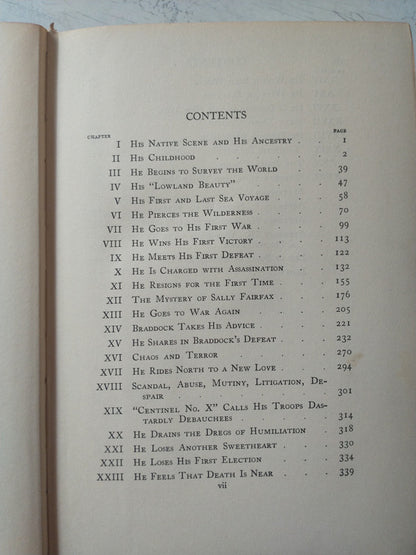 CONTENTS
CHAPTER PAGE
I His Native Scene and His Ancestry . . 1
II His Childhood . . . . . 2
III He Begins to Survey the World . . 39
IV His "Lowland Beauty" . . . . 47
V His First and Last Sea Voyage . . 58
VI He Pierces the Wilderness . . . 70
VII He Goes to His First War . . . 99
VIII He Wins His First Victory . . . 113
IX He Meets His First Defeat . . . 122
X He Is Charged with Assassination . . 132
XI He Resigns for the First Time . . 155
XII The Mystery of Sally Fairfax . . 176
XIII He Goes to War Again . . . 205
XIV Braddock Takes His Advice . . . 221
XV He Shares in Braddock's Defeat . . 232
XVI Chaos and Terror . . . . 270
XVII He Rides North to a New Love . . 294
XVIII Scandal, Abuse, Mutiny, Litigation, De-
spair . . . . . . 301
XIX "Centinel No. X" Calls His Troops Das-
tardly Debauchees . . . . 314
XX He Drains the Dregs of Humiliation . 318
XXI He Loses Another Sweetheart . . 330
XXII He Loses His First Election . . . 334
XXIII He Feels That Death Is Near . . . 339
vii